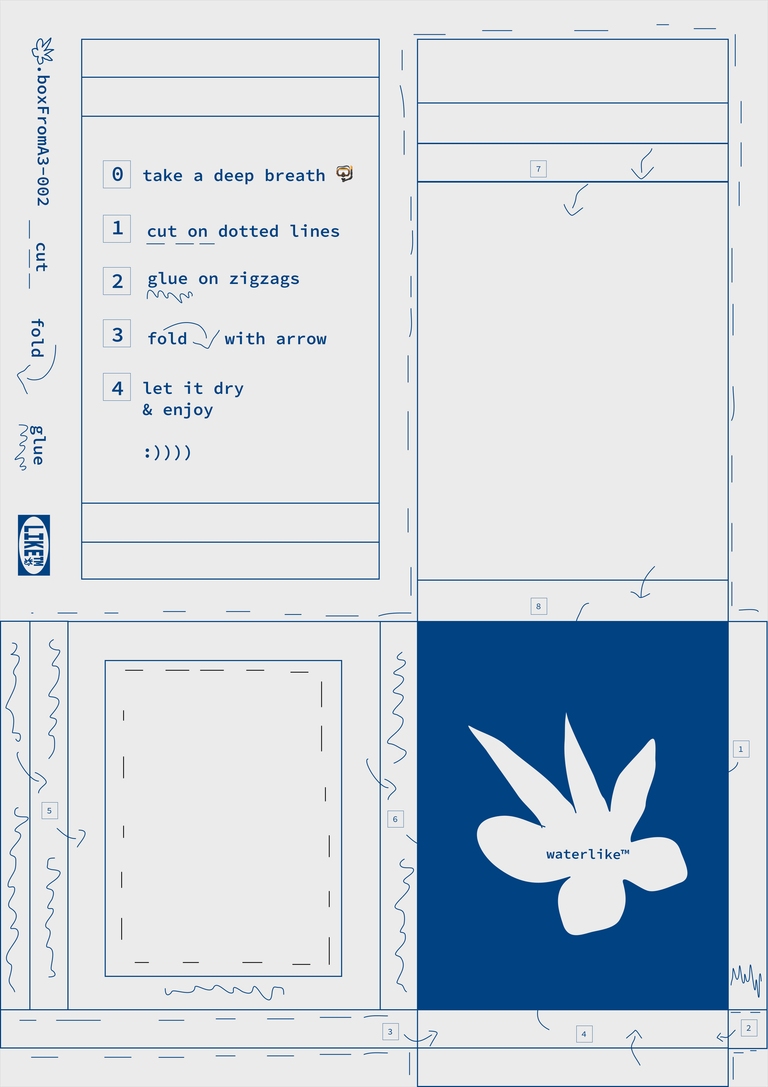 .boxFromA3-002
cut
fold
glue
LIKE™
0 take a deep breath
1 cut on dotted lines
2 glue on zigzags
3 fold with arrow
4 let it dry
& enjoy
:))))
7
8
5
6
1
waterlike™
3
4
2